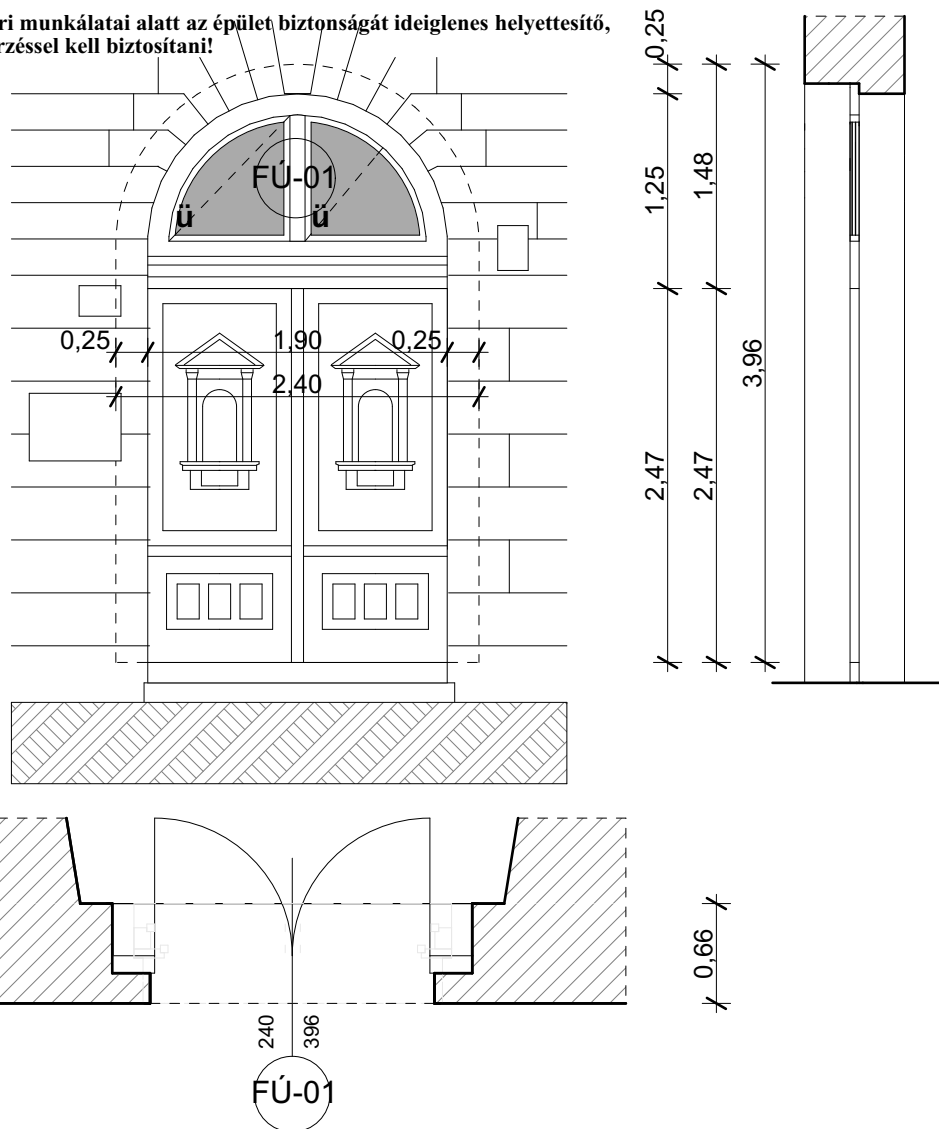 ri munkálatai alatt az épület biztonságát ideiglenes helyettesítő,
rzéssel kell biztosítani!
0,25
FÚ-01
ü ü
1,25
1,48
0,25 1,90 0,25
2,40
3,96
2,47
2,47
0,66
240
396
FÚ-01